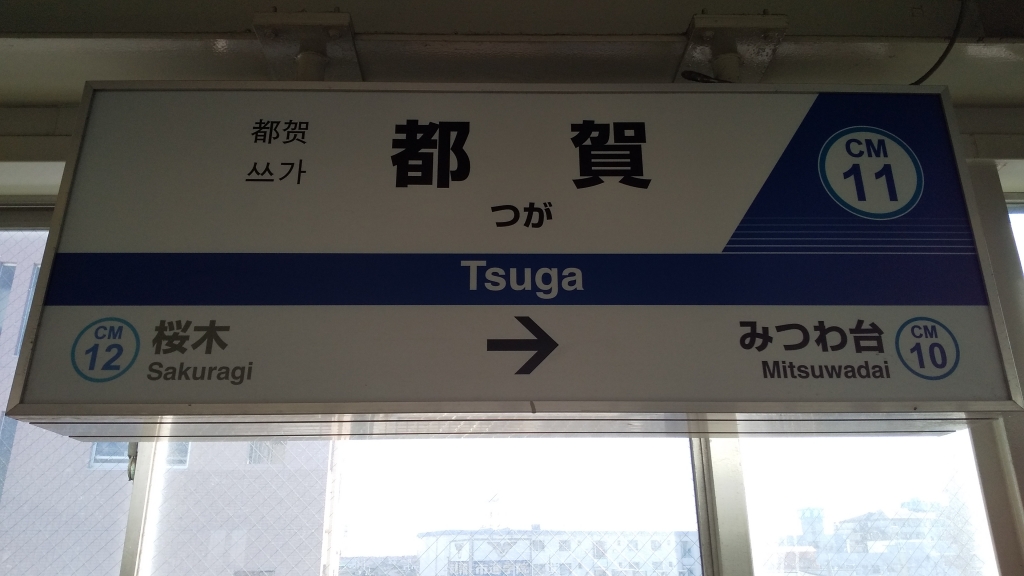 都贺
쓰가
都賀
つが
CM
11
Tsuga
CM
12
桜木
Sakuragi
→
みつわ台
Mitsuwadai
CM
10